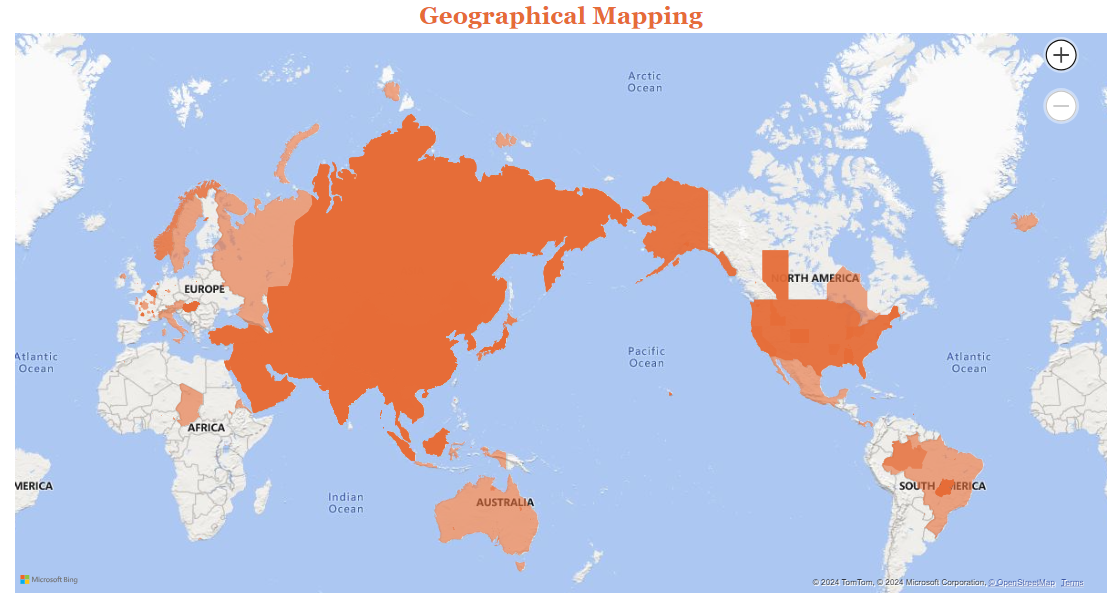 Geographical Mapping
Arctic
Ocean
EUROPE
NORTH AMERICA
Atlantic
Ocean
Pacific
Ocean
Atlantic
Ocean
AFRICA
MERICA
SOUTH AMERICA
AUSTRALIA
Indian
Ocean
Microsoft Bing
© 2024 TomTom, © 2024 Microsoft Corporation, © OpenStreetMap Terms